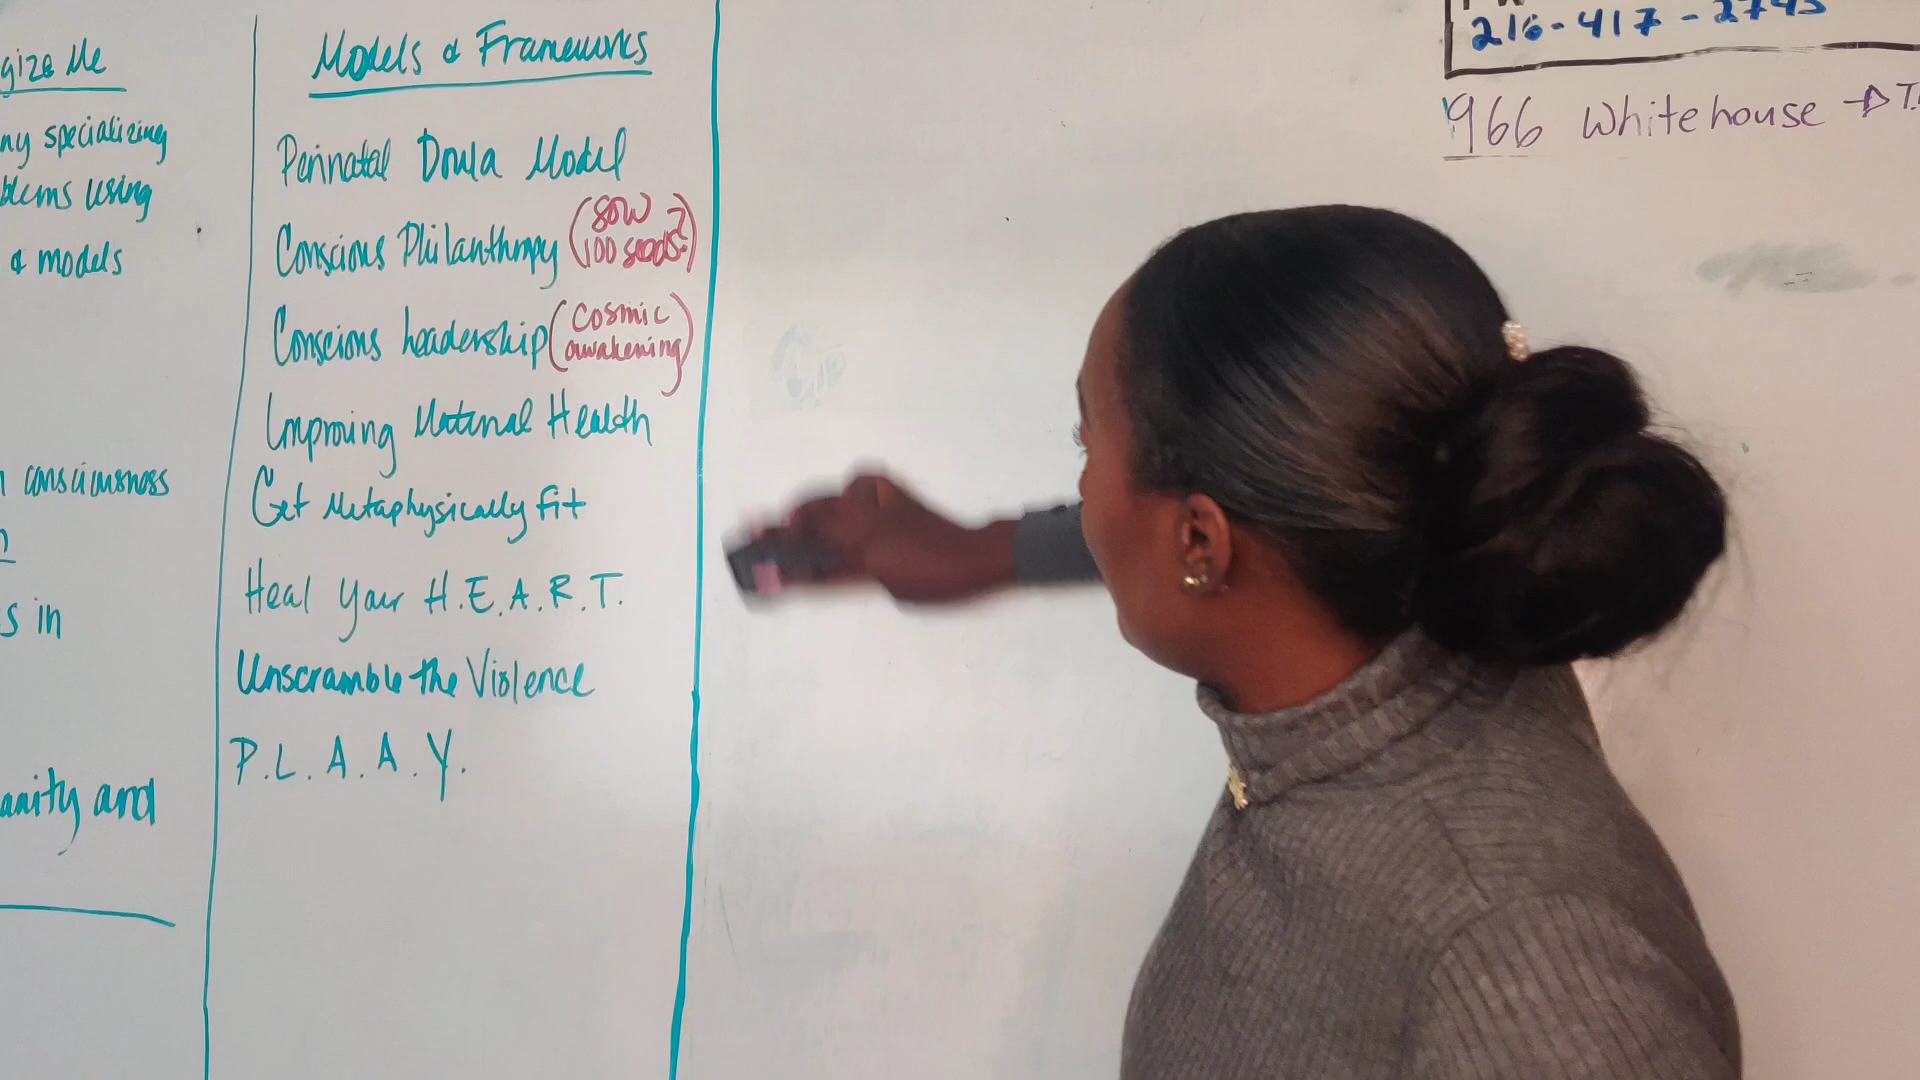 gize Me
ny specializing
blems using
& models
consciousness
s in
anity and
Models & Frameworks
Perinatal Doula Model
Conscious Philanthropy (sow
100 seeds?)
Conscious Leadership (cosmic
awakening)
Improving Maternal Health
Get Metaphysically fit
Heal your H.E.A.R.T.
Unscramble the Violence
P.L.A.A.Y.
216-417-2743
966 Whitehouse →